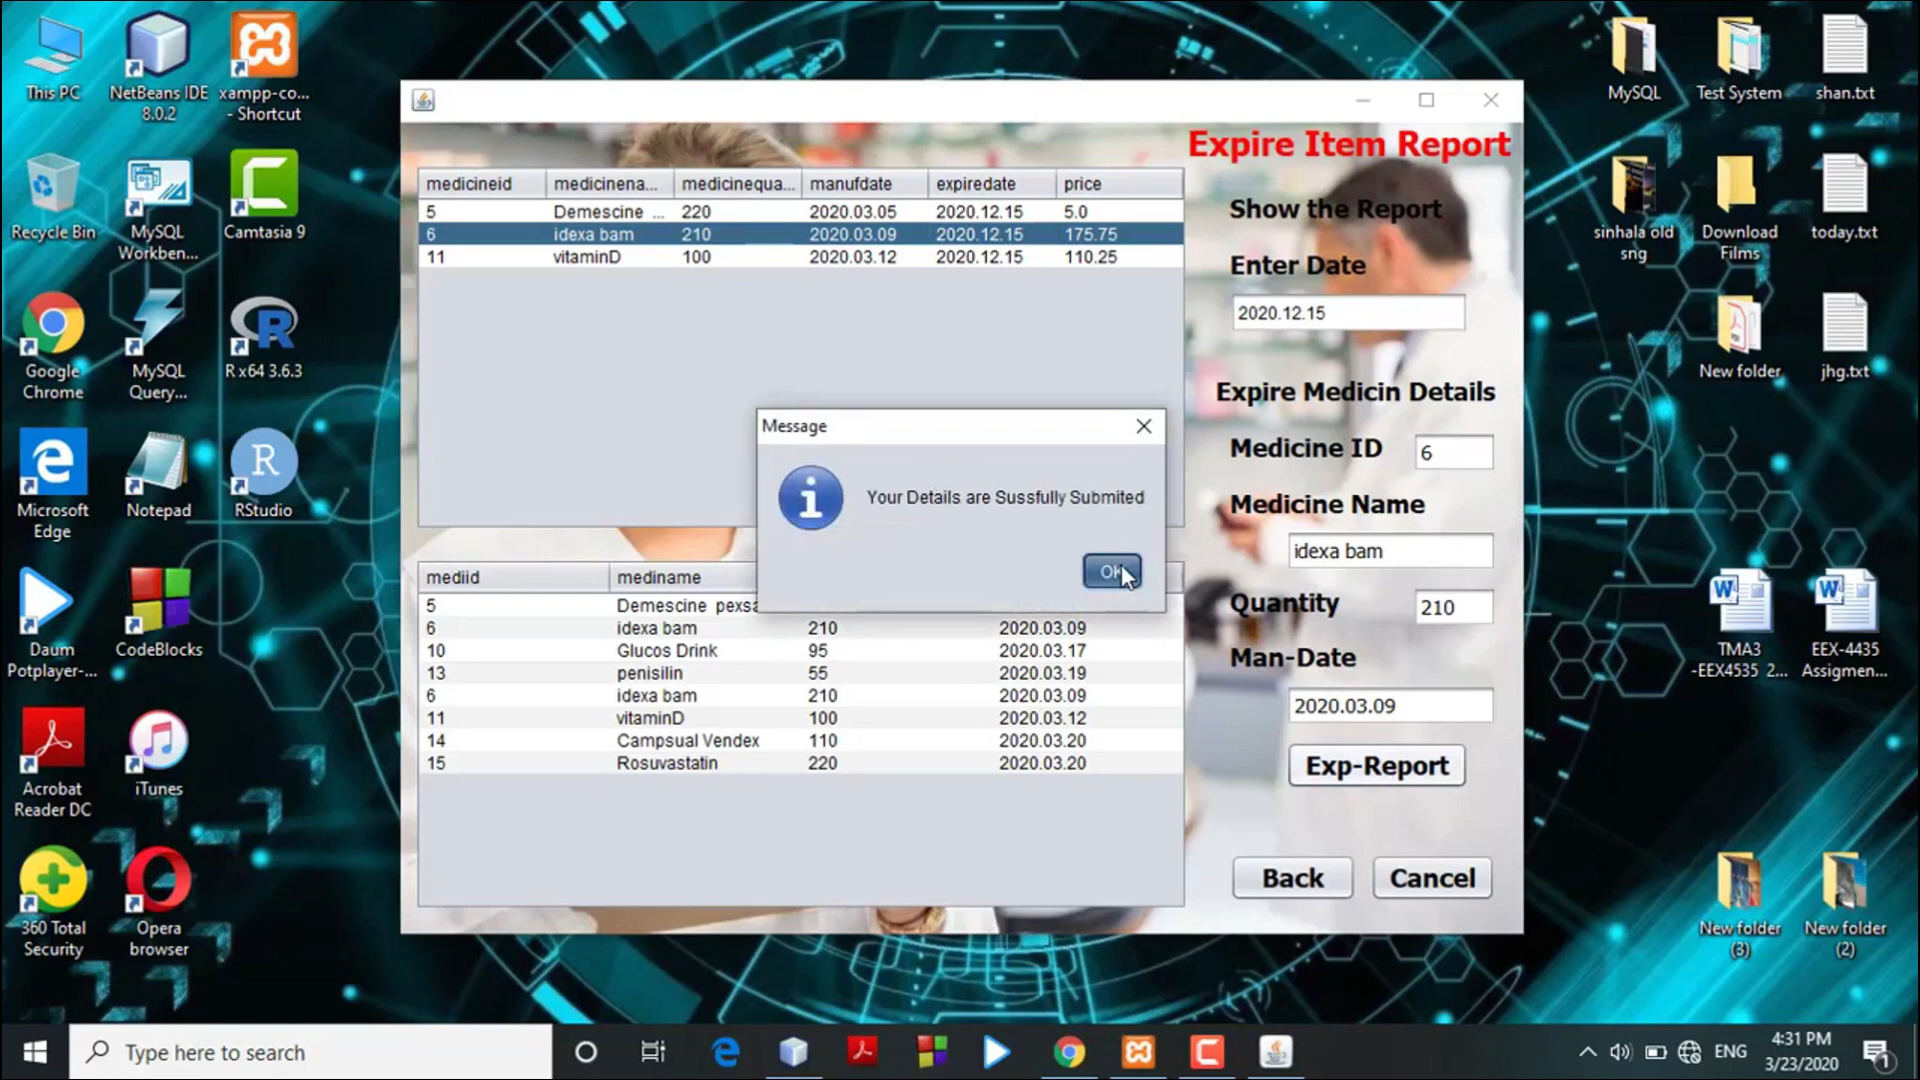 This PC
NetBeans IDE
8.0.2
xampp-co...
- Shortcut
Recycle Bin
MySQL
Workben...
Camtasia 9
Google
Chrome
MySQL
Query...
R x64 3.6.3
Microsoft
Edge
Notepad
RStudio
Daum
Potplayer-...
CodeBlocks
Acrobat
Reader DC
iTunes
360 Total
Security
Opera
browser
Expire Item Report
medicineid medicinena... medicinequa... manufdate expiredate price
5 Demescine ... 220 2020.03.05 2020.12.15 5.0
6 idexa bam 210 2020.03.09 2020.12.15 175.75
11 vitaminD 100 2020.03.12 2020.12.15 110.25
Show the Report
Enter Date
2020.12.15
Expire Medicin Details
Medicine ID 6
Medicine Name
idexa bam
Quantity 210
Man-Date
2020.03.09
Exp-Report
Back Cancel
Message
Your Details are Sussfully Submited
OK
mediid mediname
5 Demescine pexsa
6 idexa bam 210 2020.03.09
10 Glucos Drink 95 2020.03.17
13 penisilin 55 2020.03.19
6 idexa bam 210 2020.03.09
11 vitaminD 100 2020.03.12
14 Campsual Vendex 110 2020.03.20
15 Rosuvastatin 220 2020.03.20
MySQL
Test System
shan.txt
sinhala old
sng
Download
Films
today.txt
New folder
jhg.txt
TMA3
-EEX4535 2...
EEX-4435
Assigmen...
New folder
(3)
New folder
(2)
Type here to search
ENG
4:31 PM
3/23/2020
1